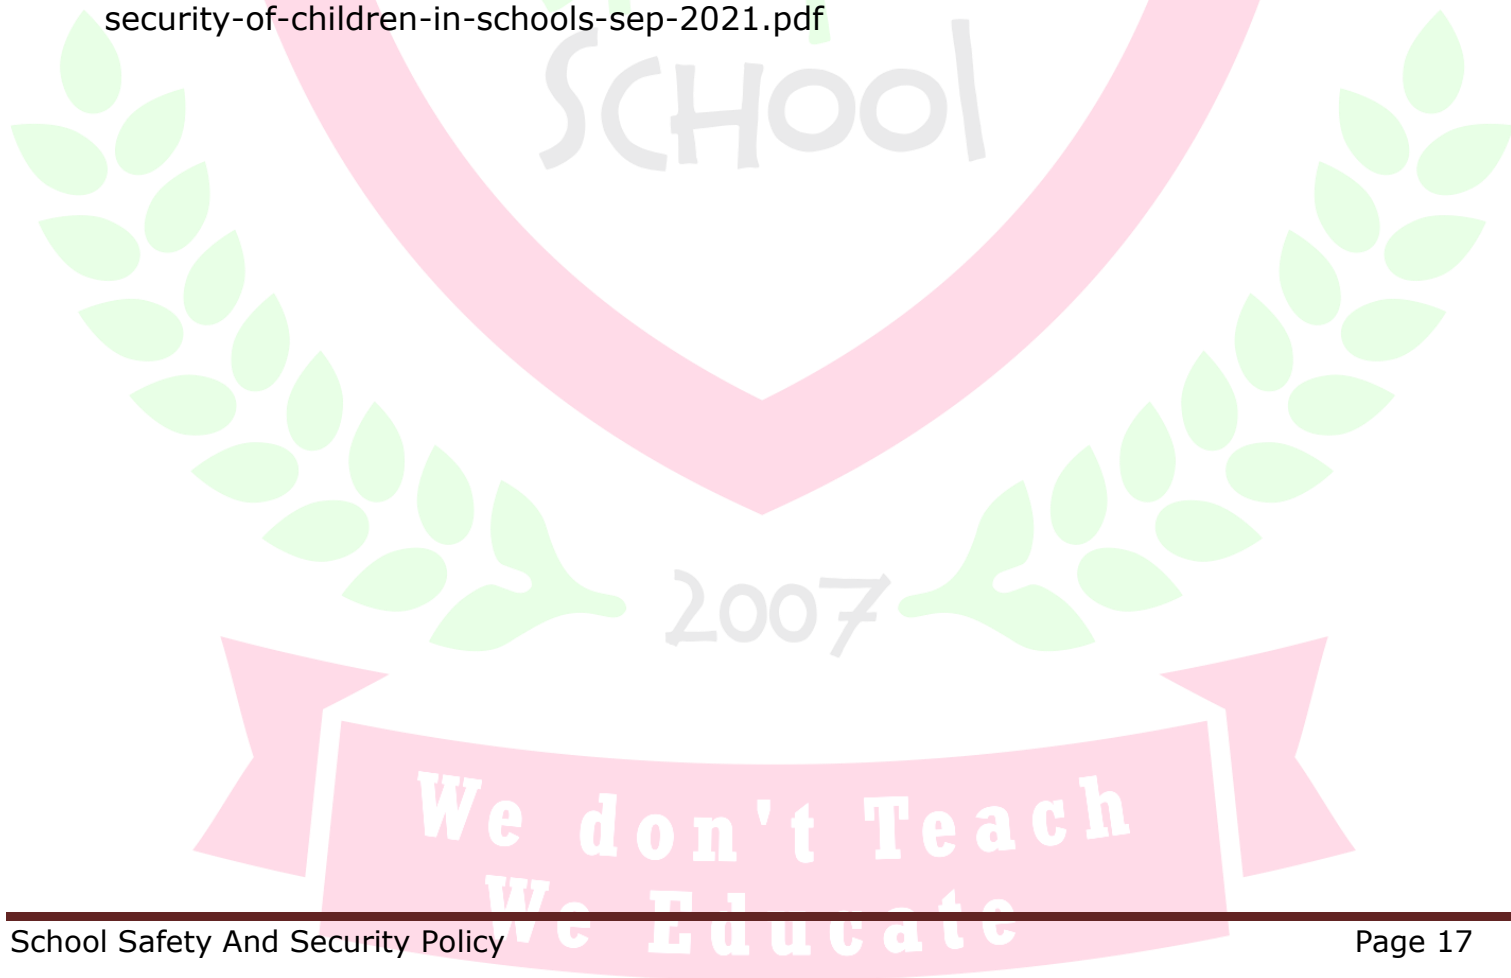 security-of-children-in-schools-sep-2021.pdf
School
2007
We don't Teach
We Educate
School Safety And Security Policy Page 17